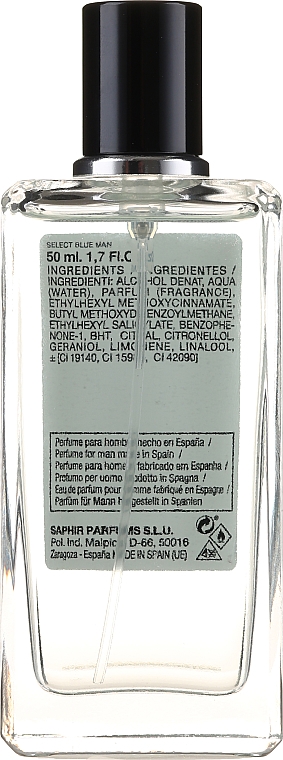 SELECT BLUE MAN
50 ml. 1,7 Fl.O
INGREDIENTS / INGREDIENTES /
INGREDIENTI: ALCOHOL DENAT, AQUA
(WATER), PARFUM (FRAGRANCE),
ETHYLHEXYL METHOXYCINNAMATE,
BUTYL METHOXYDIBENZOYLMETHANE,
ETHYLHEXYL SALICYLATE, BENZOPHE-
NONE-1, BHT, CITRAL, CITRONELLOL,
GERANIOL, LIMONENE, LINALOOL,
± [CI 19140, CI 15985, CI 42090]
Perfume para hombre hecho en España /
Perfume for man made in Spain /
Perfume para homem fabricado em Espanha /
Profumo per uomo prodotto in Spagna /
Eau de parfum pour homme fabriqué en Espagne /
Parfüm für Mann hergestellt in Spanien
SAPHIR PARFUMS S.L.U.
Pol. Ind. Malpica D-66, 50016
Zaragoza - España MADE IN SPAIN (UE)